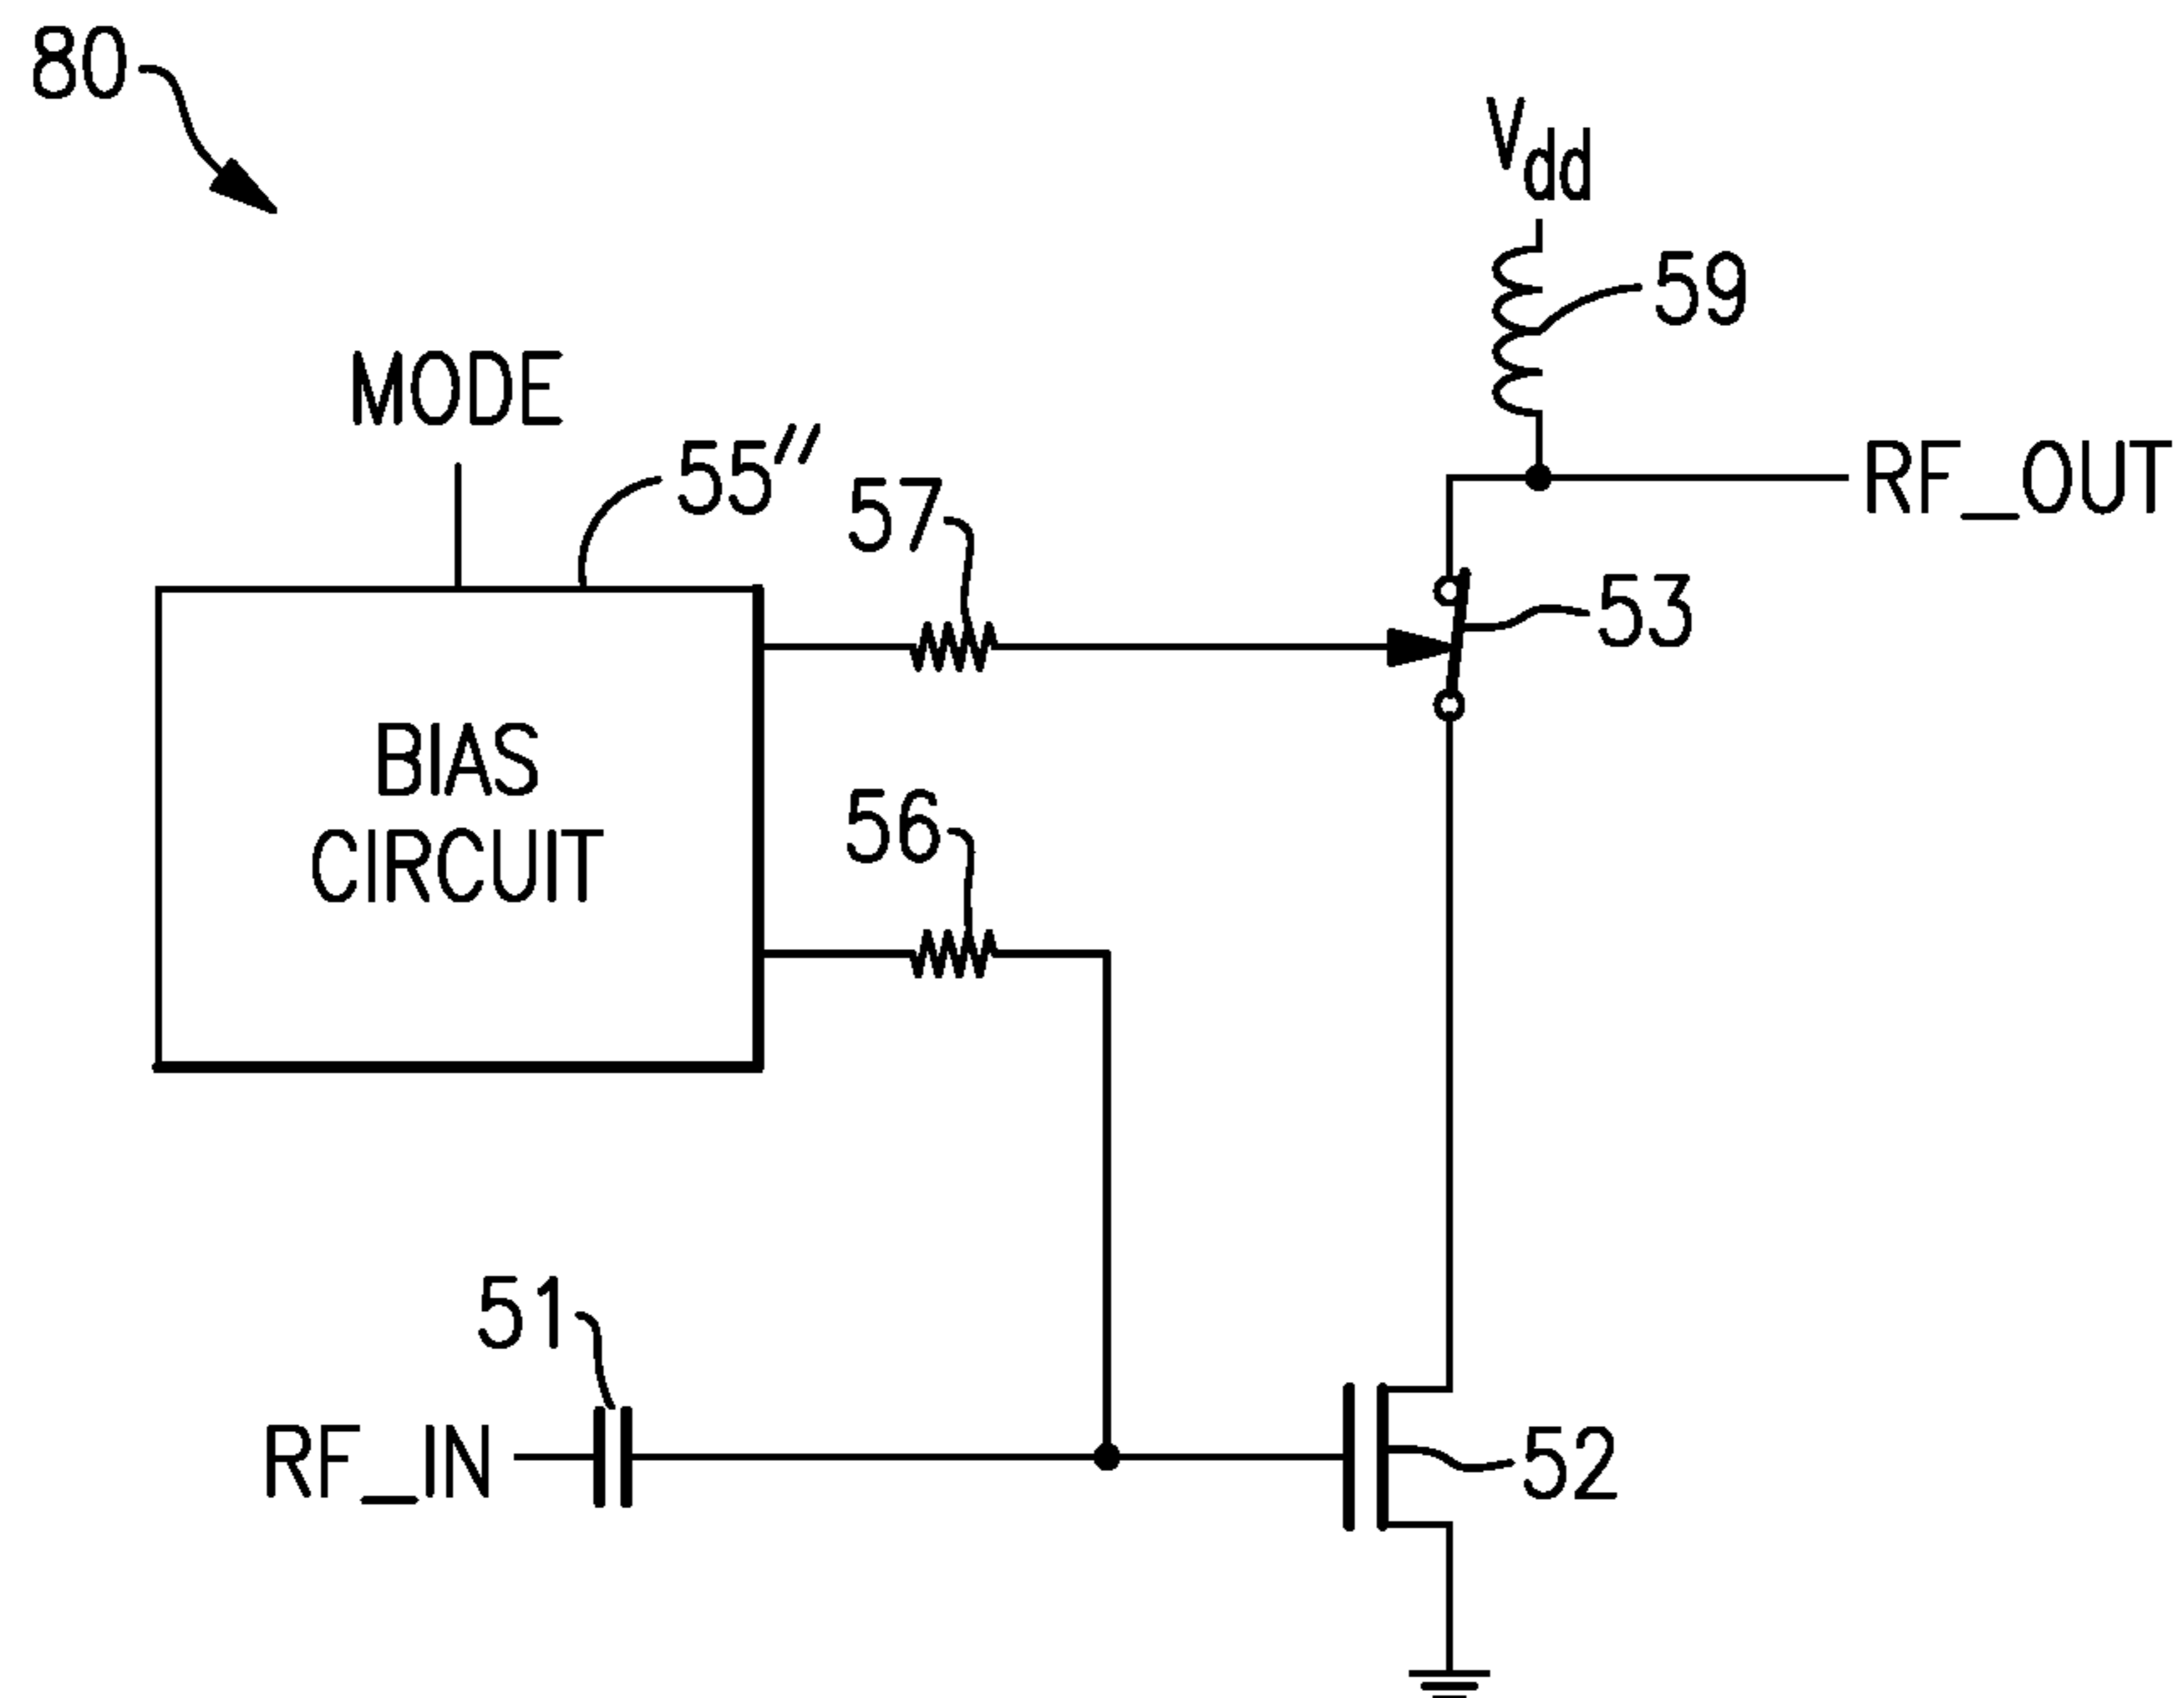 80
Vdd
59
MODE
55″
57
RF_OUT
53
BIAS
CIRCUIT
56
51
RF_IN
52